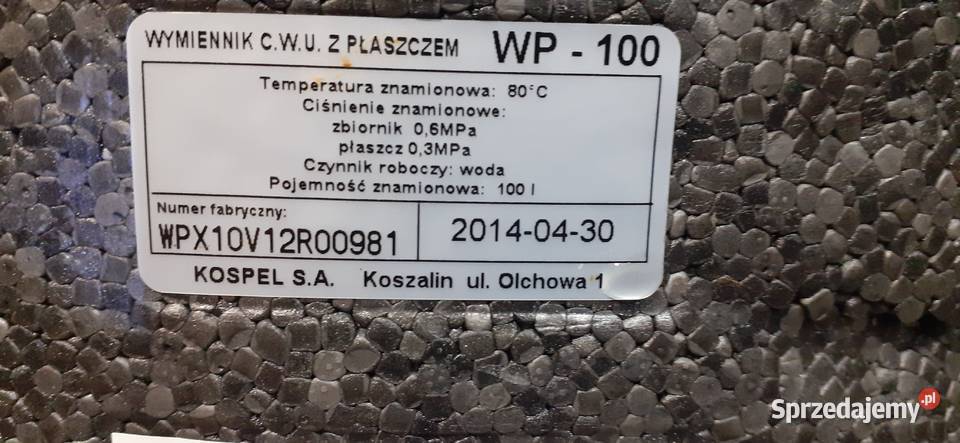 WYMIENNIK C.W.U. Z PŁASZCZEM WP - 100
Temperatura znamionowa: 80°C
Ciśnienie znamionowe:
zbiornik 0,6MPa
płaszcz 0,3MPa
Czynnik roboczy: woda
Pojemność znamionowa: 100 l
Numer fabryczny:
WPX10V12R00981
2014-04-30
KOSPEL S.A. Koszalin ul. Olchowa 1
Sprzedajemy.pl